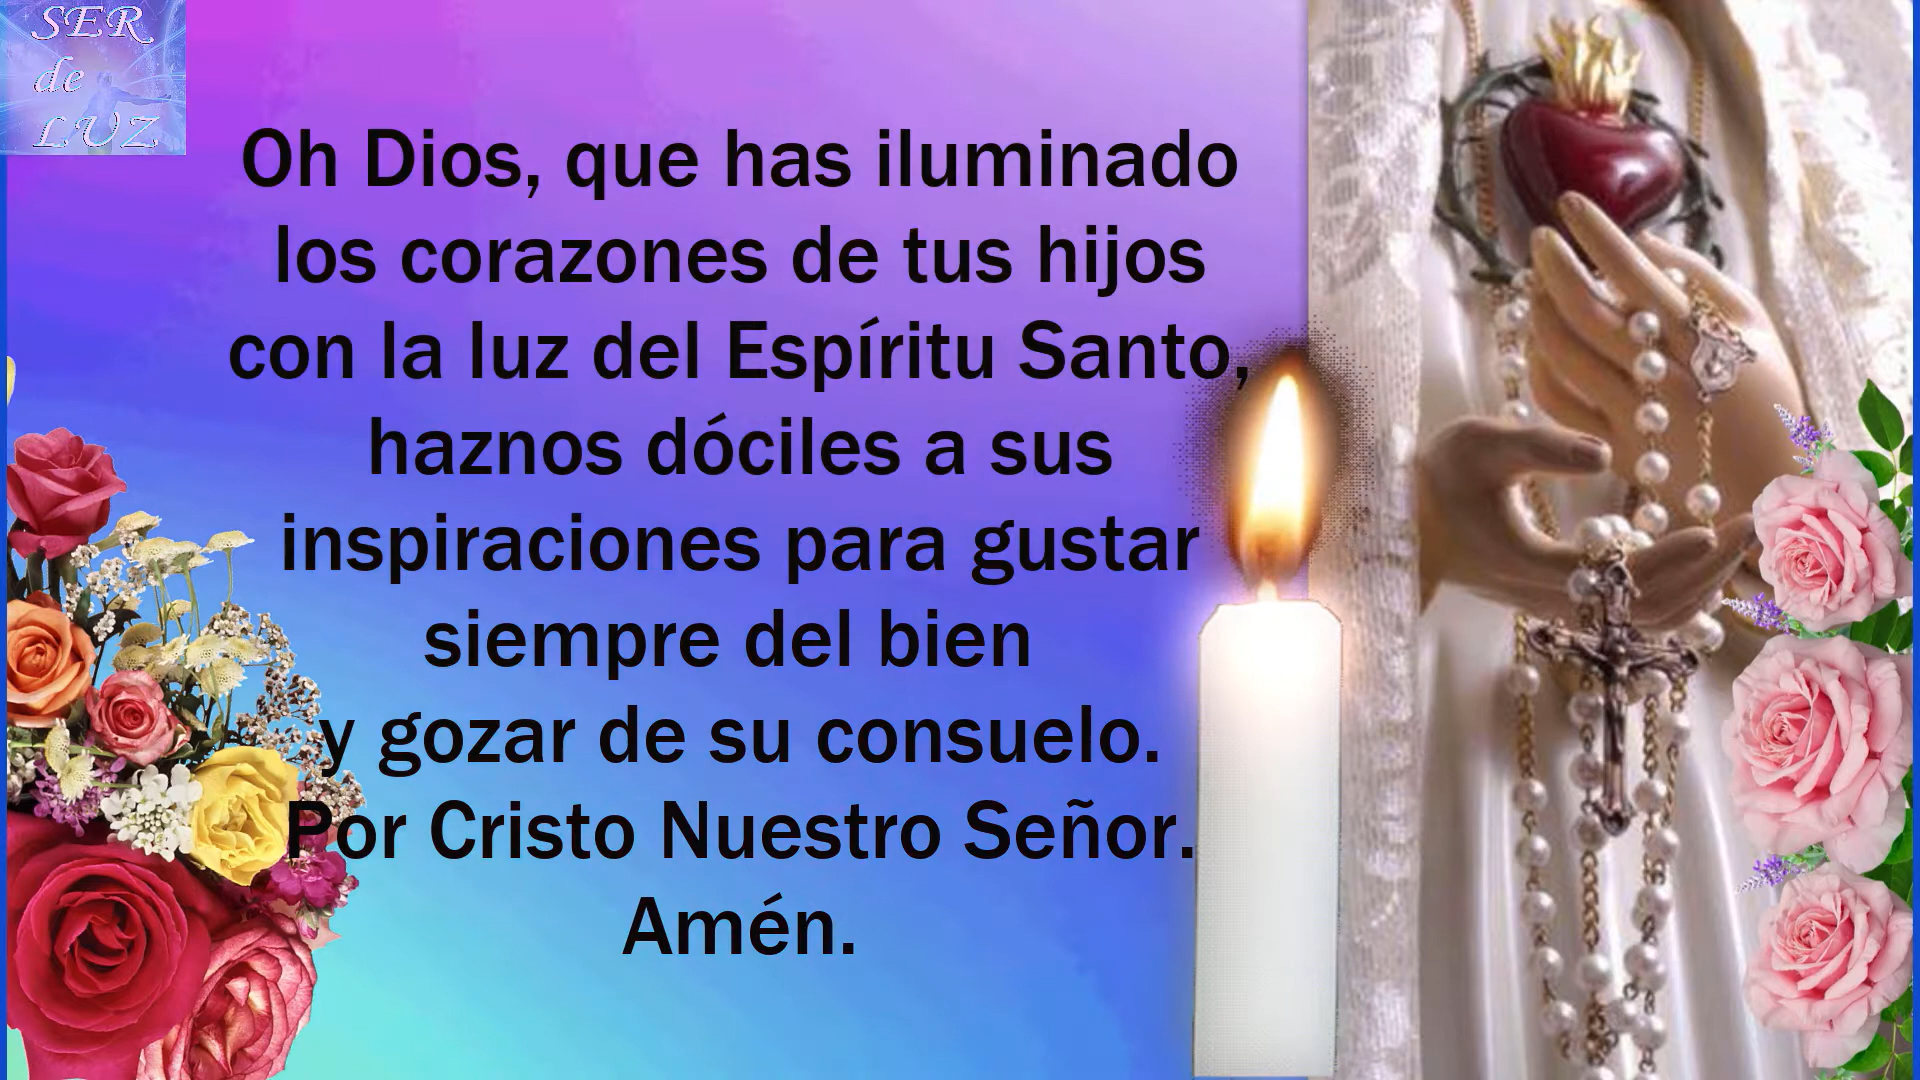 SER
de
LUZ
Oh Dios, que has iluminado
los corazones de tus hijos
con la luz del Espíritu Santo,
haznos dóciles a sus
inspiraciones para gustar
siempre del bien
y gozar de su consuelo.
Por Cristo Nuestro Señor.
Amén.